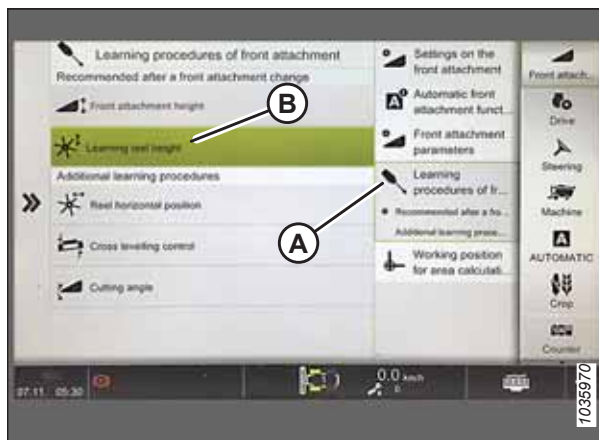 Learning procedures of front attachment
Recommended after a front attachment change
Front attachment height
Learning reel height
Additional learning procedures
Reel horizontal position
Cross levelling control
Cutting angle
Settings on the
front attachment
Automatic front
attachment funct...
Front attachment
parameters
Learning
procedures of fr...
Recommended after a fro...
Additional learning proce...
Working position
for area calculati...
Front attach...
Drive
Steering
Machine
A
AUTOMATIC
Crop
Counter
B
A
07.11. 05:30
0.0 km/h
0
1035970